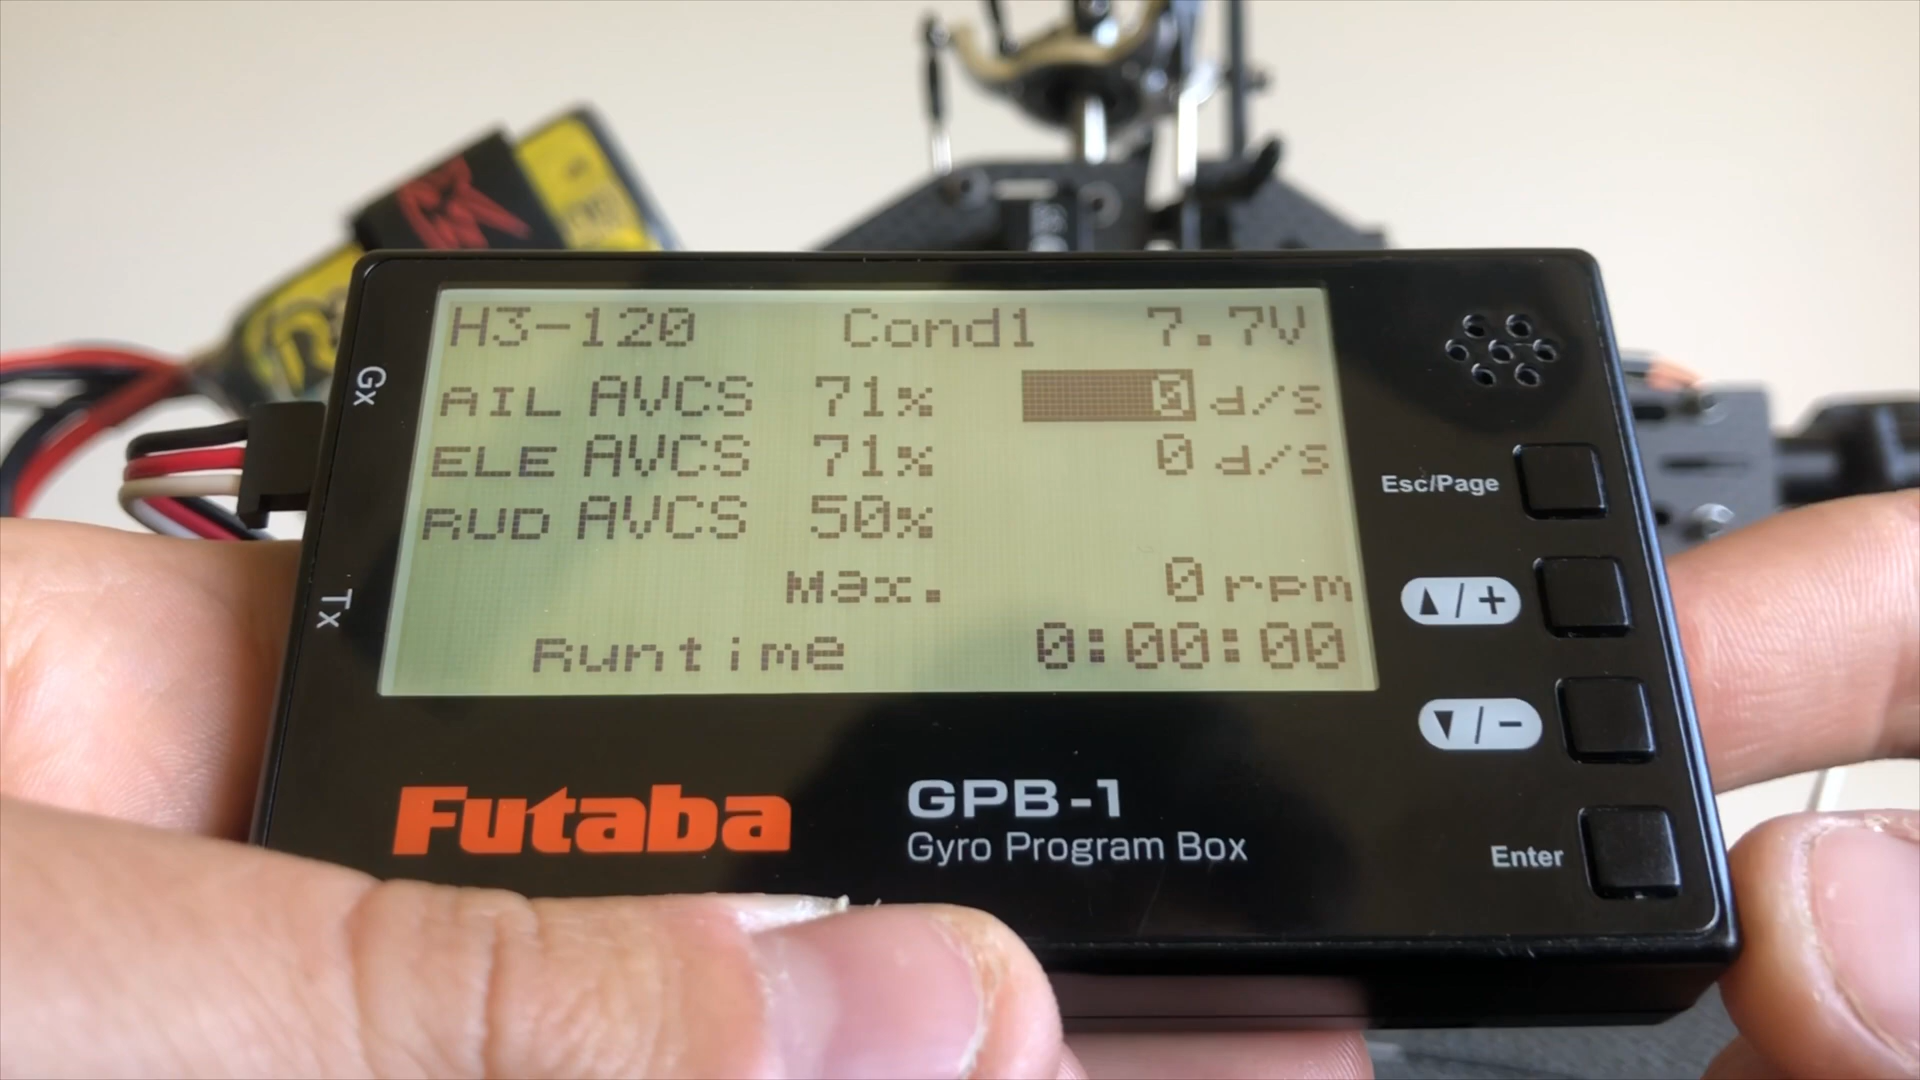 H3-120 Cond1 7.7V
AIL AVCS 71% 5 d/s
ELE AVCS 71% 0 d/s
RUD AVCS 50%
Max. 0 rpm
Runtime 0:00:00
Gx
Tx
Esc/Page
▲/+
▼/-
Enter
Futaba
GPB-1
Gyro Program Box